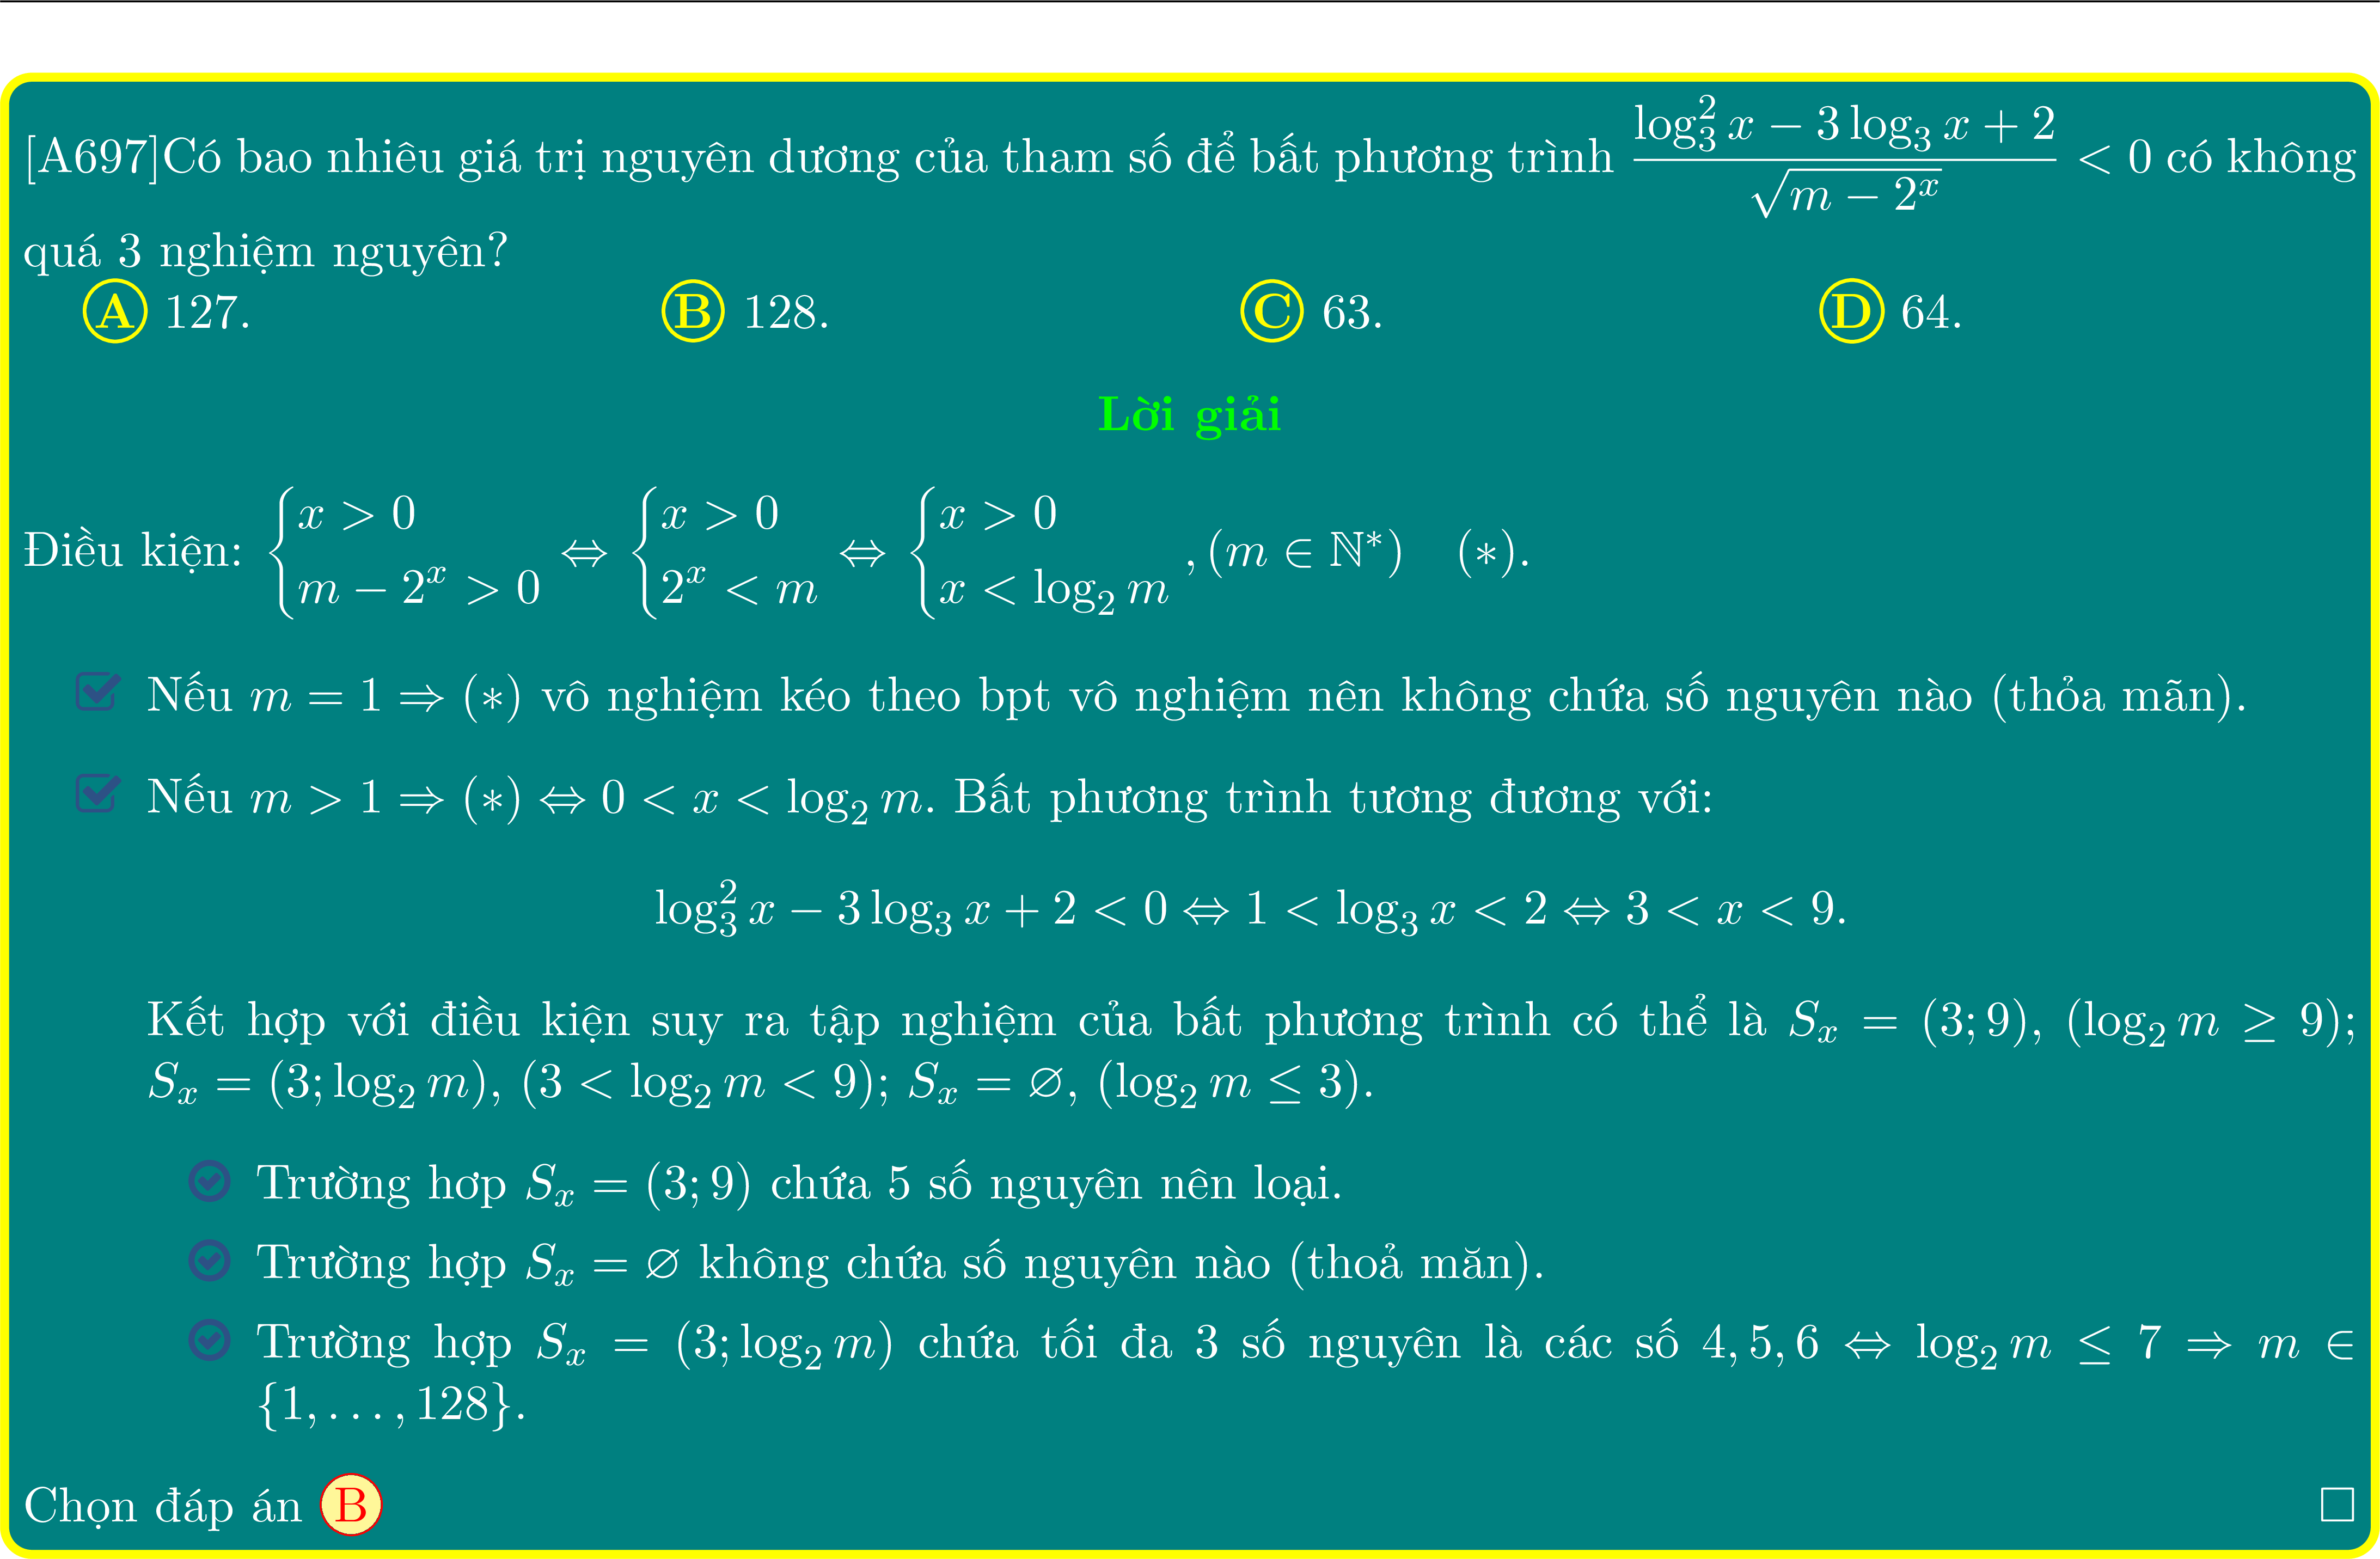 [A697]Có bao nhiêu giá trị nguyên dương của tham số để bất phương trình $\frac{\log_3^2 x - 3\log_3 x + 2}{\sqrt{m - 2^x}} < 0$ có không
quá 3 nghiệm nguyên?
Ⓐ 127. Ⓑ 128. Ⓒ 63. Ⓓ 64.
Lời giải
Điều kiện: $\begin{cases} x > 0 \\ m - 2^x > 0 \end{cases} \Leftrightarrow \begin{cases} x > 0 \\ 2^x < m \end{cases} \Leftrightarrow \begin{cases} x > 0 \\ x < \log_2 m \end{cases}, (m \in \mathbb{N}^*) \quad (*).$
Nếu $m = 1 \Rightarrow (*)$ vô nghiệm kéo theo bpt vô nghiệm nên không chứa số nguyên nào (thỏa mãn).
Nếu $m > 1 \Rightarrow (*) \Leftrightarrow 0 < x < \log_2 m$. Bất phương trình tương đương với:
$\log_3^2 x - 3\log_3 x + 2 < 0 \Leftrightarrow 1 < \log_3 x < 2 \Leftrightarrow 3 < x < 9.$
Kết hợp với điều kiện suy ra tập nghiệm của bất phương trình có thể là $S_x = (3; 9)$, $(\log_2 m \geq 9)$;
$S_x = (3; \log_2 m)$, $(3 < \log_2 m < 9)$; $S_x = \varnothing$, $(\log_2 m \leq 3)$.
Trường hợp $S_x = (3; 9)$ chứa 5 số nguyên nên loại.
Trường hợp $S_x = \varnothing$ không chứa số nguyên nào (thoả măn).
Trường hợp $S_x = (3; \log_2 m)$ chứa tối đa 3 số nguyên là các số $4, 5, 6 \Leftrightarrow \log_2 m \leq 7 \Rightarrow m \in$
$\{1, \ldots, 128\}$.
Chọn đáp án Ⓑ □